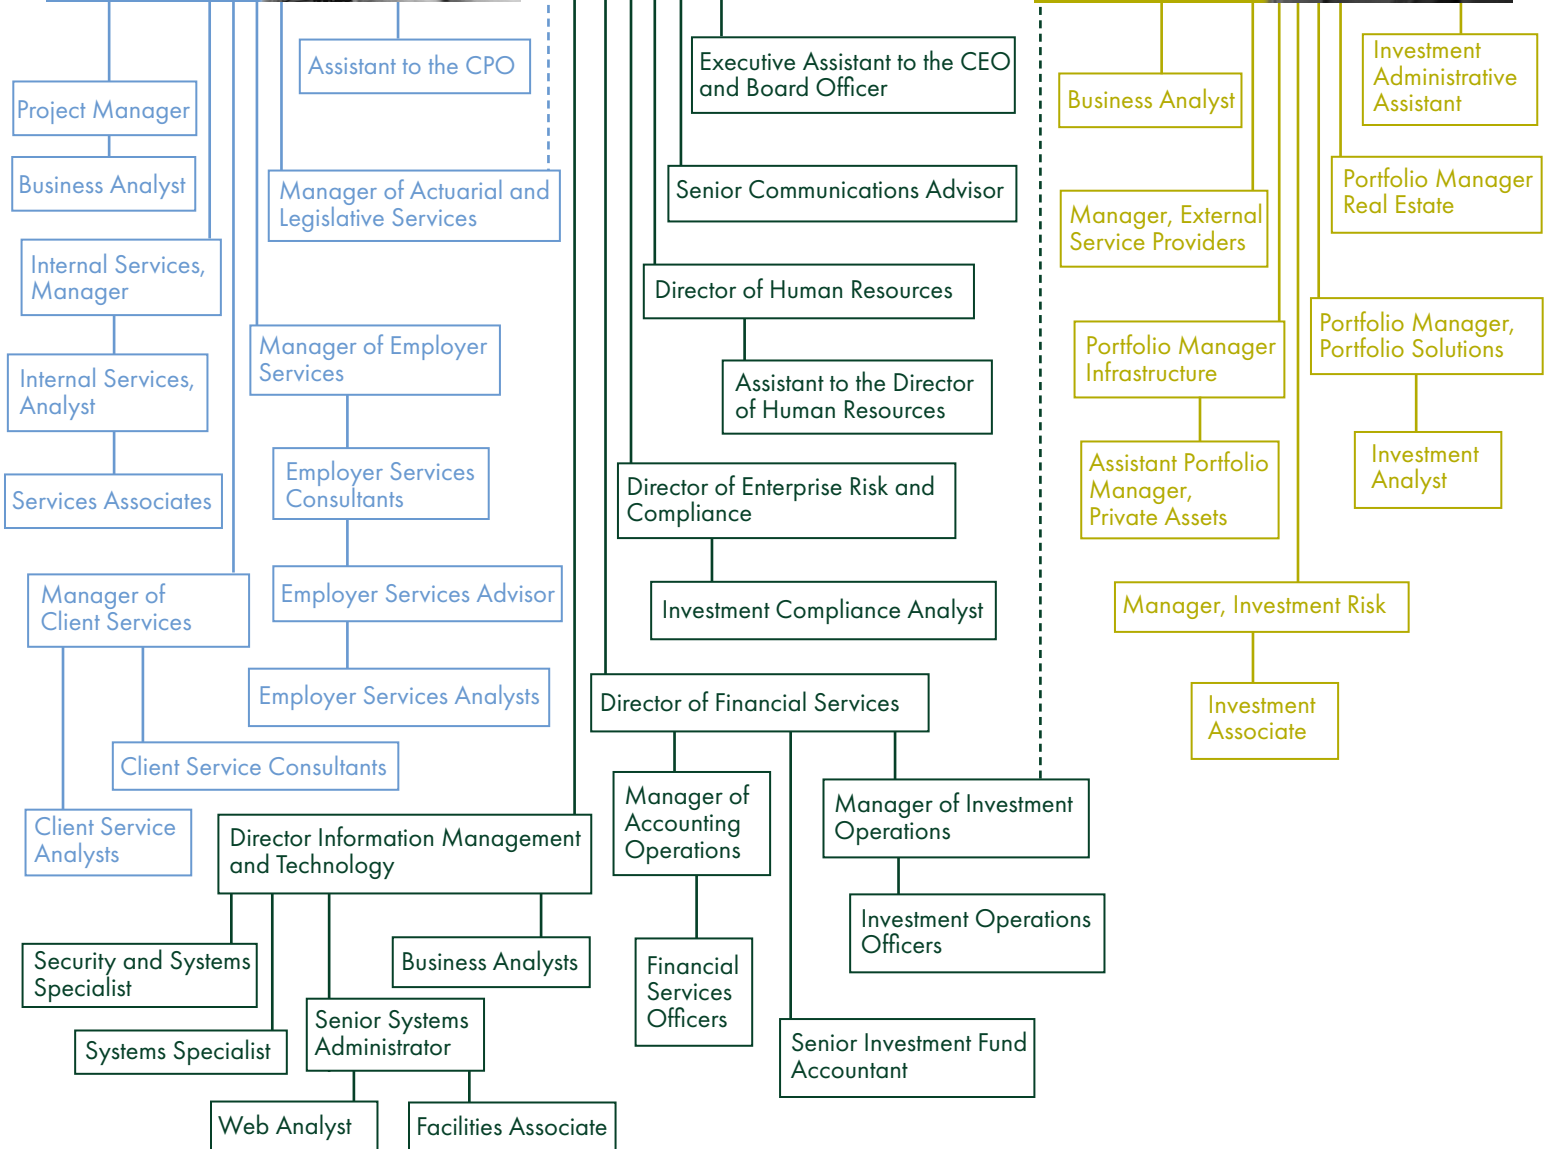 Assistant to the CPO
Project Manager
Business Analyst
Manager of Actuarial and
Legislative Services
Internal Services,
Manager
Internal Services,
Analyst
Services Associates
Manager of Employer
Services
Employer Services
Consultants
Employer Services Advisor
Employer Services Analysts
Manager of
Client Services
Client Service Consultants
Client Service
Analysts
Executive Assistant to the CEO
and Board Officer
Senior Communications Advisor
Director of Human Resources
Assistant to the Director
of Human Resources
Director of Enterprise Risk and
Compliance
Investment Compliance Analyst
Director of Financial Services
Manager of
Accounting
Operations
Financial
Services
Officers
Manager of Investment
Operations
Investment Operations
Officers
Senior Investment Fund
Accountant
Director Information Management
and Technology
Security and Systems
Specialist
Systems Specialist
Senior Systems
Administrator
Business Analysts
Web Analyst
Facilities Associate
Business Analyst
Investment
Administrative
Assistant
Manager, External
Service Providers
Portfolio Manager
Real Estate
Portfolio Manager
Infrastructure
Assistant Portfolio
Manager,
Private Assets
Portfolio Manager,
Portfolio Solutions
Investment
Analyst
Manager, Investment Risk
Investment
Associate